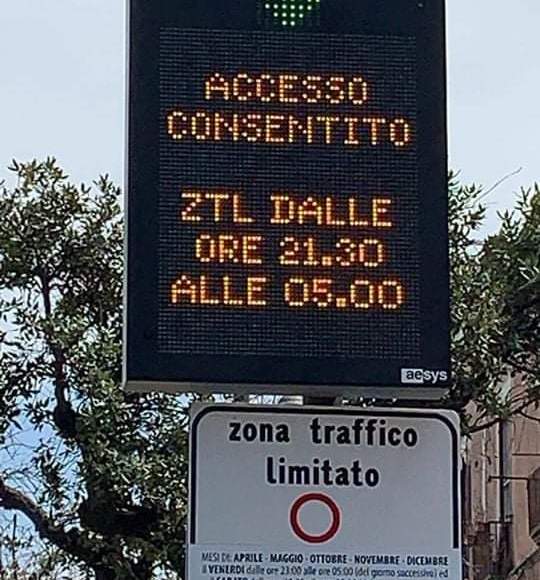 ACCESSO
CONSENTITO
ZTL DALLE
ORE 21.30
ALLE 05.00
aesys
zona traffico
limitato
MESI DI: APRILE - MAGGIO - OTTOBRE - NOVEMBRE - DICEMBRE
il VENERDI dalle ore 23:00 alle ore 05:00 (del giorno successivo) ed